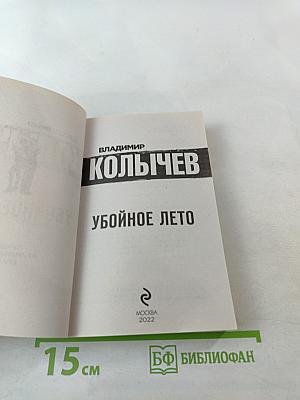 ВЛАДИМИР
КОЛЫЧЕВ
УБОЙНОЕ ЛЕТО
МОСКВА
2022
15 см
БФ БИБЛИОФАН